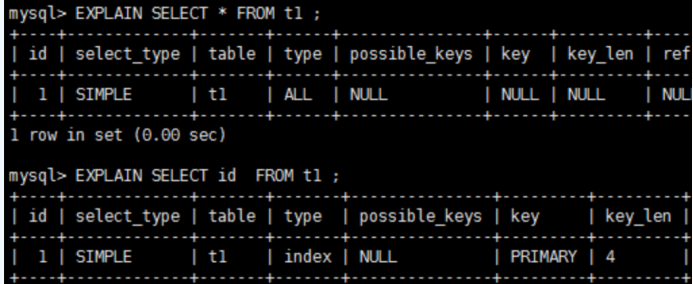 mysql> EXPLAIN SELECT * FROM t1 ;
+----+-------------+-------+------+---------------+------+---------+----
| id | select_type | table | type | possible_keys | key | key_len | ref
+----+-------------+-------+------+---------------+------+---------+----
| 1 | SIMPLE | t1 | ALL | NULL | NULL | NULL | NUL
+----+-------------+-------+------+---------------+------+---------+----
1 row in set (0.00 sec)
mysql> EXPLAIN SELECT id  FROM t1 ;
+----+-------------+-------+-------+---------------+---------+---------+
| id | select_type | table | type | possible_keys | key | key_len |
+----+-------------+-------+-------+---------------+---------+---------+
| 1 | SIMPLE | t1 | index | NULL | PRIMARY | 4 |
+----+-------------+-------+-------+---------------+---------+---------+